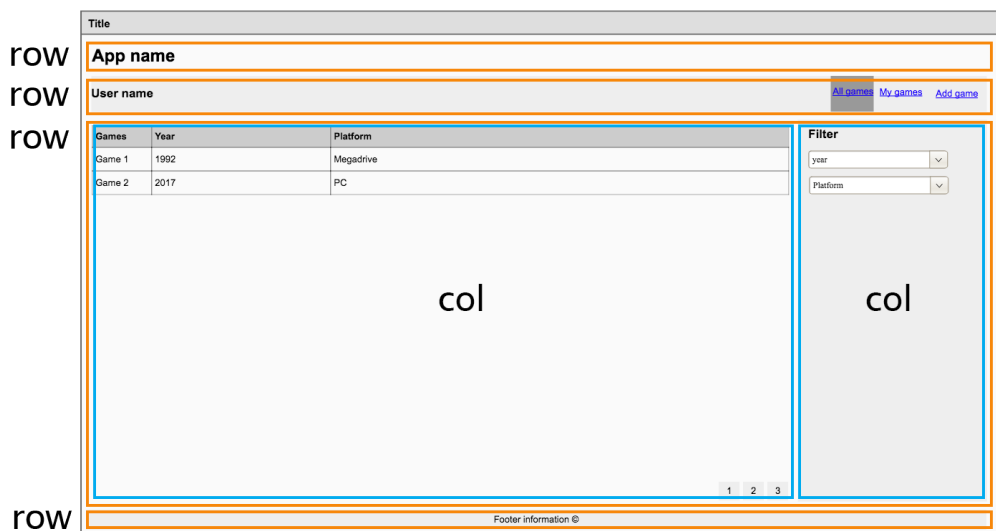 Title
row App name
row User name All games My games Add game
row Games Year Platform Filter
Game 1 1992 Megadrive year
Game 2 2017 PC Platform
col col
1 2 3
row Footer information ©